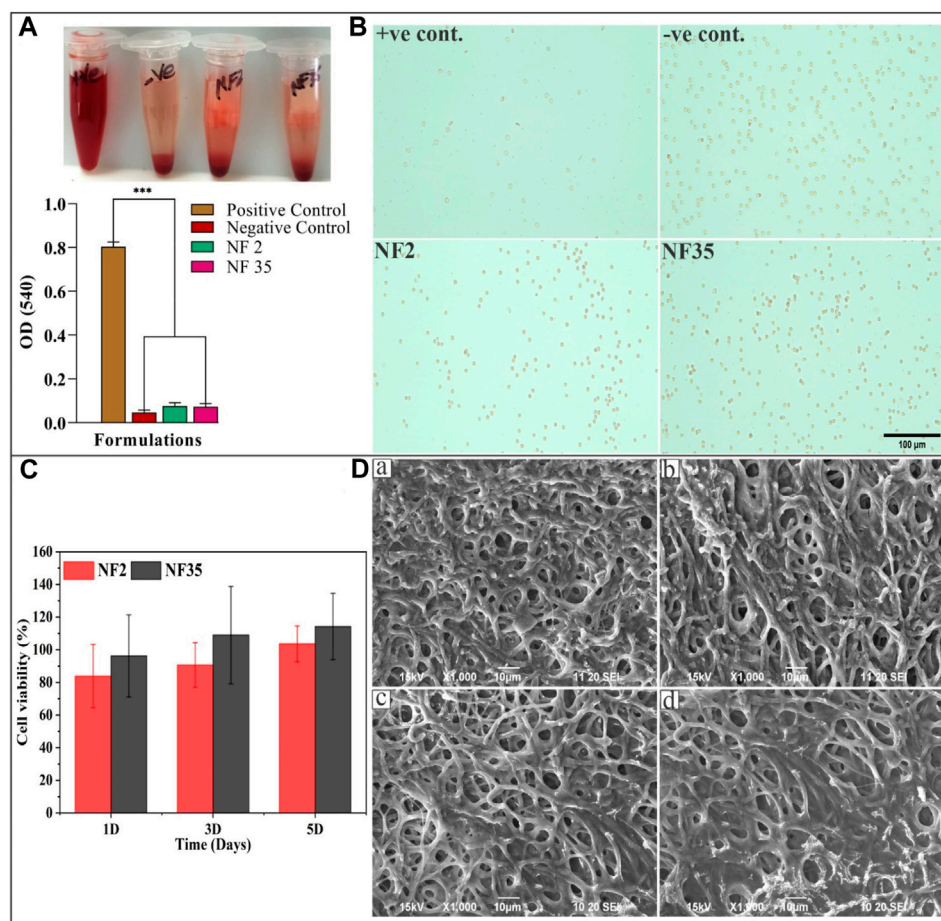 A
+ve
-ve
NF2
NF35
***
1.0
0.8
0.6
0.4
0.2
0.0
OD (540)
Positive Control
Negative Control
NF 2
NF 35
Formulations
B
+ve cont.
-ve cont.
NF2
NF35
100 µm
C
160
140
120
100
80
60
40
20
0
Cell viability (%)
NF2
NF35
1D
3D
5D
Time (Days)
D
a
15kV X1,000 10µm 11 20 SEI
b
15kV X1,000 10µm 11 20 SEI
c
15kV X1,000 10µm 10 20 SEI
d
15kV X1,000 10µm 10 20 SEI